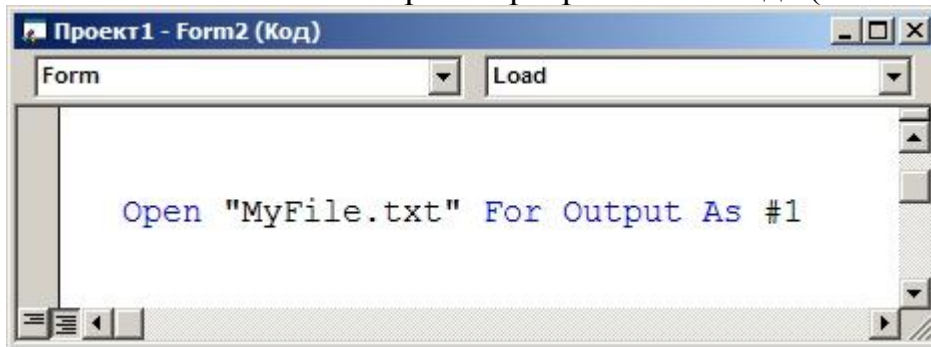 Проект1 - Form2 (Код)
Form Load
Open "MyFile.txt" For Output As #1